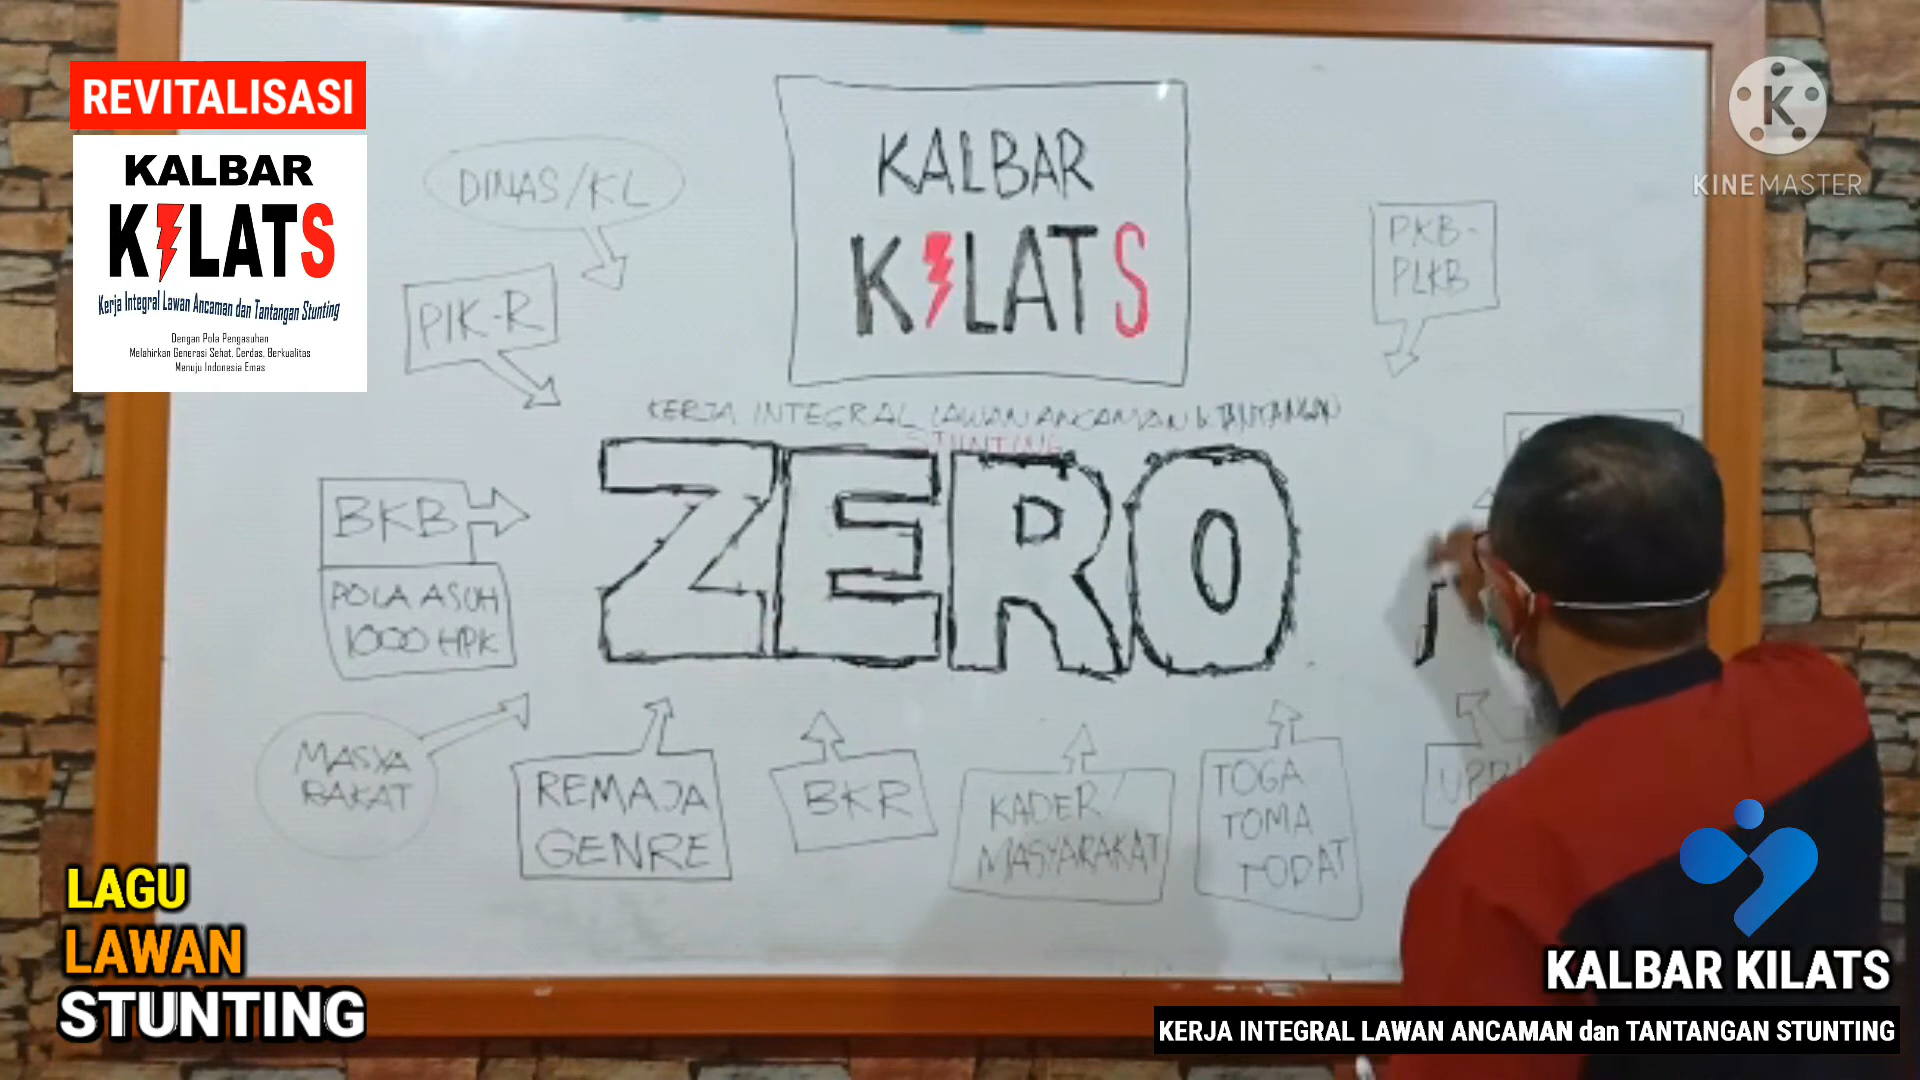 REVITALISASI
KALBAR
KILATS
Kerja Integral Lawan Ancaman dan Tantangan Stunting
Dengan Pola Pengasuhan
Melahirkan Generasi Sehat, Cerdas, Berkualitas
Menuju Indonesia Emas
K
KINEMASTER
KALBAR
KILATS
DINAS/KL
PIK-R
PKB-
PLKB
KERJA INTEGRAL LAWAN ANCAMAN & TANTANGAN
STUNTING
ZERO
BKB
POLA ASUH
1000 HPK
MASYA
RAKAT
REMAJA
GENRE
BKR
KADER/
MASYARAKAT
TOGA
TOMA
TODAT
LAGU
LAWAN
STUNTING
KALBAR KILATS
KERJA INTEGRAL LAWAN ANCAMAN dan TANTANGAN STUNTING